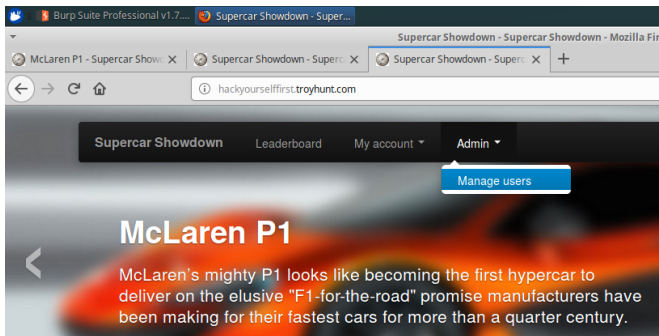 Burp Suite Professional v1.7....
Supercar Showdown - Super...
Supercar Showdown - Supercar Showdown - Mozilla Fir
McLaren P1 - Supercar Show
Supercar Showdown - Superc
Supercar Showdown - Superc
hackyourselffirst.troyhunt.com
Supercar Showdown
Leaderboard
My account
Admin
Manage users
McLaren P1
McLaren's mighty P1 looks like becoming the first hypercar to
deliver on the elusive "F1-for-the-road" promise manufacturers have
been making for their fastest cars for more than a quarter century.